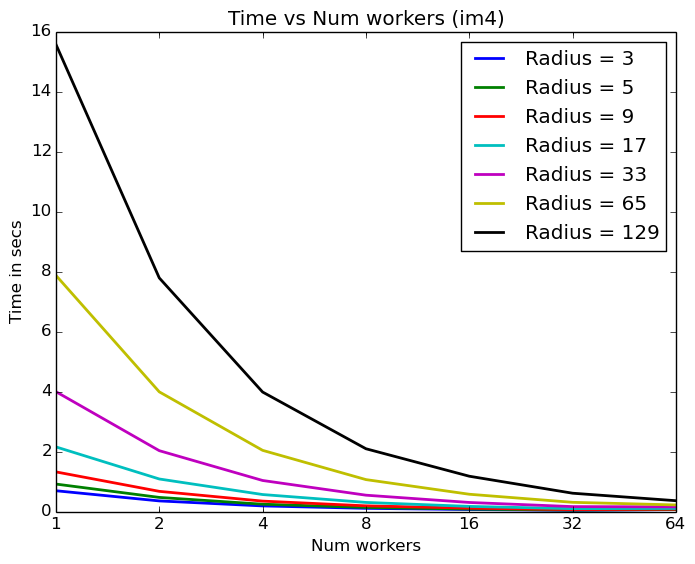 Time vs Num workers (im4)
Radius = 3
Radius = 5
Radius = 9
Radius = 17
Radius = 33
Radius = 65
Radius = 129
Time in secs
16
14
12
10
8
6
4
2
0
1 2 4 8 16 32 64
Num workers